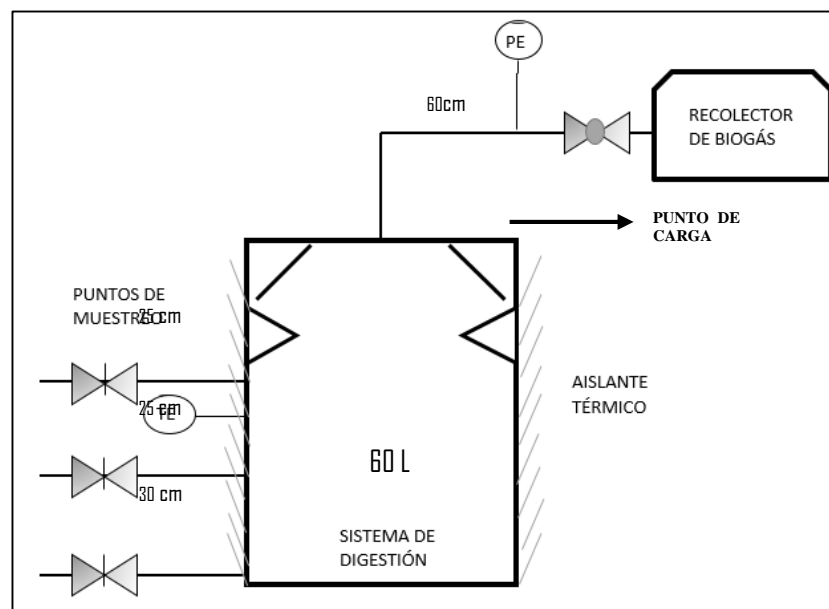 PE
60cm
RECOLECTOR
DE BIOGÁS
PUNTO DE
CARGA
PUNTOS DE
MUESTREO
25 cm
AISLANTE
TÉRMICO
25 cm
TE
60 L
30 cm
SISTEMA DE
DIGESTIÓN